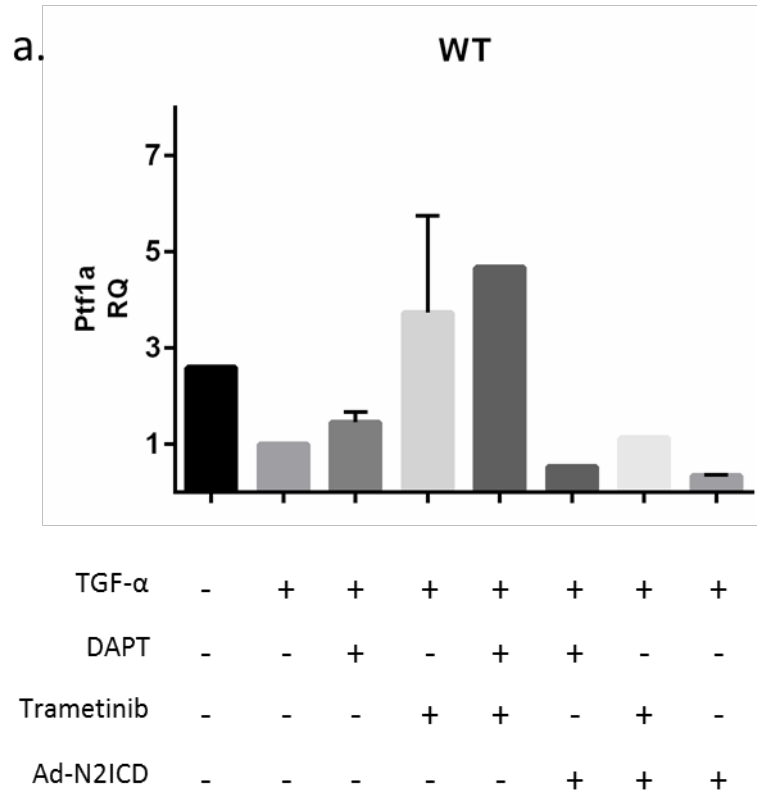 a.
WT
7
5
3
1
Ptf1a
RQ
TGF-α - + + + + + + +
DAPT - - + - + + - -
Trametinib - - - + + - + -
Ad-N2ICD - - - - - + + +